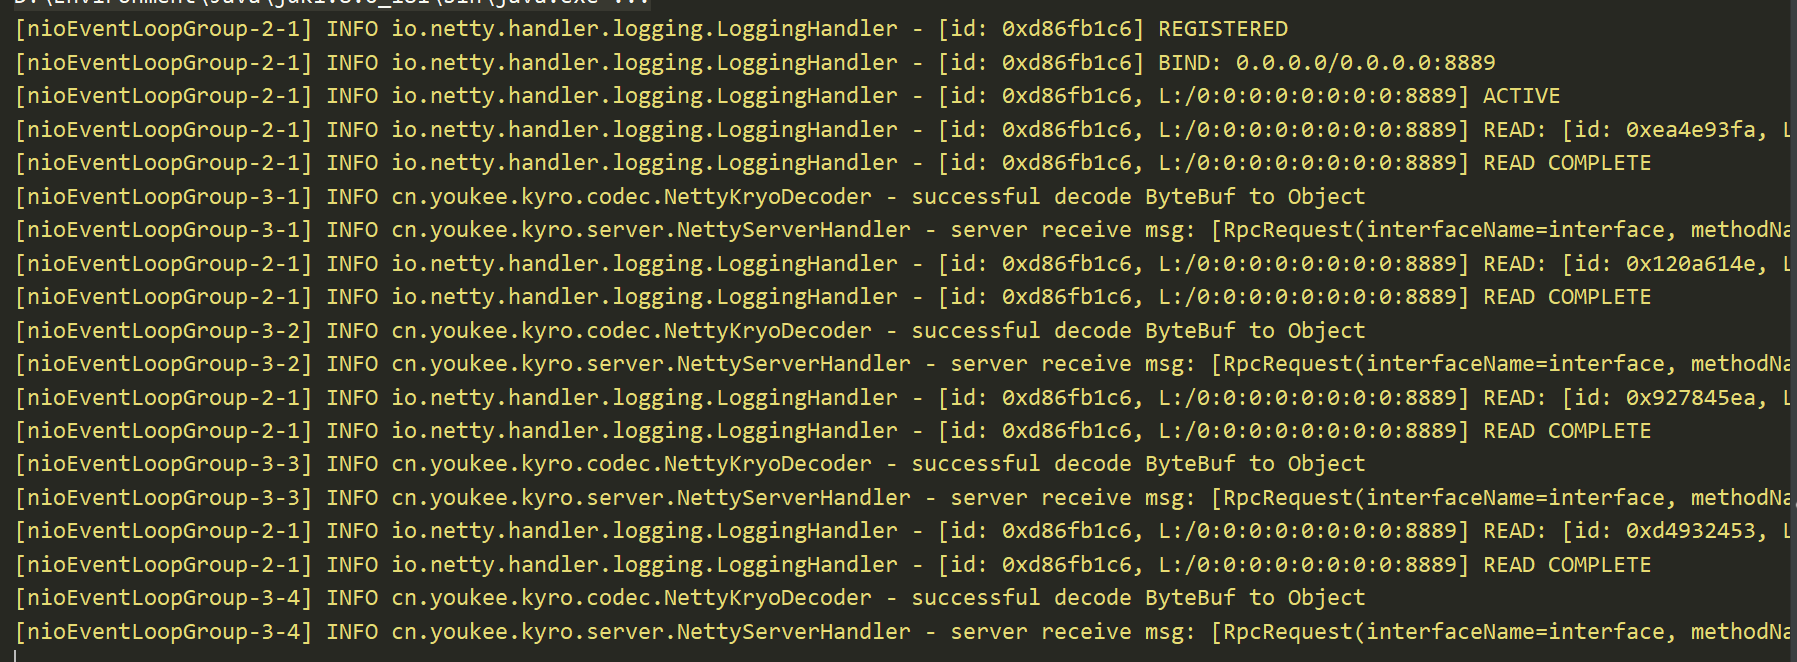 [nioEventLoopGroup-2-1] INFO io.netty.handler.logging.LoggingHandler - [id: 0xd86fb1c6] REGISTERED
[nioEventLoopGroup-2-1] INFO io.netty.handler.logging.LoggingHandler - [id: 0xd86fb1c6] BIND: 0.0.0.0/0.0.0.0:8889
[nioEventLoopGroup-2-1] INFO io.netty.handler.logging.LoggingHandler - [id: 0xd86fb1c6, L:/0:0:0:0:0:0:0:0:8889] ACTIVE
[nioEventLoopGroup-2-1] INFO io.netty.handler.logging.LoggingHandler - [id: 0xd86fb1c6, L:/0:0:0:0:0:0:0:0:8889] READ: [id: 0xea4e93fa, L
[nioEventLoopGroup-2-1] INFO io.netty.handler.logging.LoggingHandler - [id: 0xd86fb1c6, L:/0:0:0:0:0:0:0:0:8889] READ COMPLETE
[nioEventLoopGroup-3-1] INFO cn.youkee.kyro.codec.NettyKryoDecoder - successful decode ByteBuf to Object
[nioEventLoopGroup-3-1] INFO cn.youkee.kyro.server.NettyServerHandler - server receive msg: [RpcRequest(interfaceName=interface, methodNa
[nioEventLoopGroup-2-1] INFO io.netty.handler.logging.LoggingHandler - [id: 0xd86fb1c6, L:/0:0:0:0:0:0:0:0:8889] READ: [id: 0x120a614e, L
[nioEventLoopGroup-2-1] INFO io.netty.handler.logging.LoggingHandler - [id: 0xd86fb1c6, L:/0:0:0:0:0:0:0:0:8889] READ COMPLETE
[nioEventLoopGroup-3-2] INFO cn.youkee.kyro.codec.NettyKryoDecoder - successful decode ByteBuf to Object
[nioEventLoopGroup-3-2] INFO cn.youkee.kyro.server.NettyServerHandler - server receive msg: [RpcRequest(interfaceName=interface, methodNa
[nioEventLoopGroup-2-1] INFO io.netty.handler.logging.LoggingHandler - [id: 0xd86fb1c6, L:/0:0:0:0:0:0:0:0:8889] READ: [id: 0x927845ea, L
[nioEventLoopGroup-2-1] INFO io.netty.handler.logging.LoggingHandler - [id: 0xd86fb1c6, L:/0:0:0:0:0:0:0:0:8889] READ COMPLETE
[nioEventLoopGroup-3-3] INFO cn.youkee.kyro.codec.NettyKryoDecoder - successful decode ByteBuf to Object
[nioEventLoopGroup-3-3] INFO cn.youkee.kyro.server.NettyServerHandler - server receive msg: [RpcRequest(interfaceName=interface, methodNa
[nioEventLoopGroup-2-1] INFO io.netty.handler.logging.LoggingHandler - [id: 0xd86fb1c6, L:/0:0:0:0:0:0:0:0:8889] READ: [id: 0xd4932453, L
[nioEventLoopGroup-2-1] INFO io.netty.handler.logging.LoggingHandler - [id: 0xd86fb1c6, L:/0:0:0:0:0:0:0:0:8889] READ COMPLETE
[nioEventLoopGroup-3-4] INFO cn.youkee.kyro.codec.NettyKryoDecoder - successful decode ByteBuf to Object
[nioEventLoopGroup-3-4] INFO cn.youkee.kyro.server.NettyServerHandler - server receive msg: [RpcRequest(interfaceName=interface, methodNa